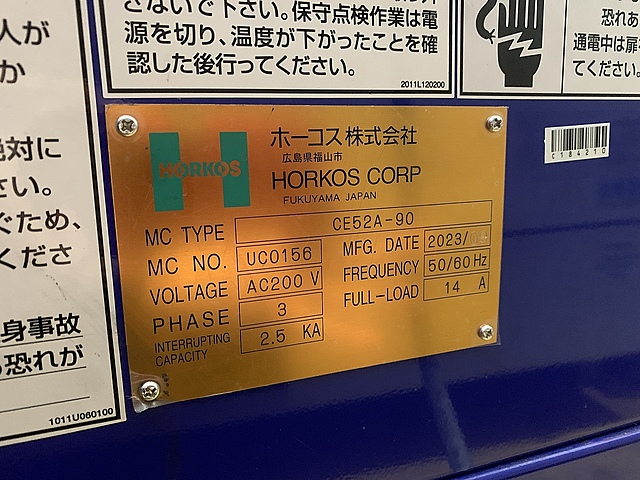 さないで下さい。保守点検作業は電
源を切り、温度が下がったことを確
認した後行ってください。
2011L120200
恐れあ
通電中は扉
てください。
人が
か
絶対に
さい。
ぐため、
くださ
身事故
恐れが
1011U060100
C184210
HORKOS
ホーコス株式会社
広島県福山市
HORKOS CORP
FUKUYAMA JAPAN
MC TYPE CE52A-90
MC NO. UC0156 MFG. DATE 2023/
VOLTAGE AC200 V FREQUENCY 50/60 Hz
PHASE 3 FULL-LOAD 14 A
INTERRUPTING
CAPACITY 2.5 KA